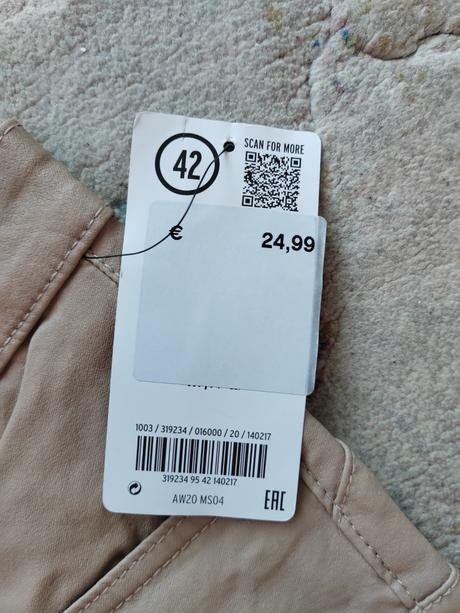 SCAN FOR MORE
42
€ 24,99
1003 / 319234 / 016000 / 20 / 140217
319234 95 42 140217
AW20 MS04
EAC